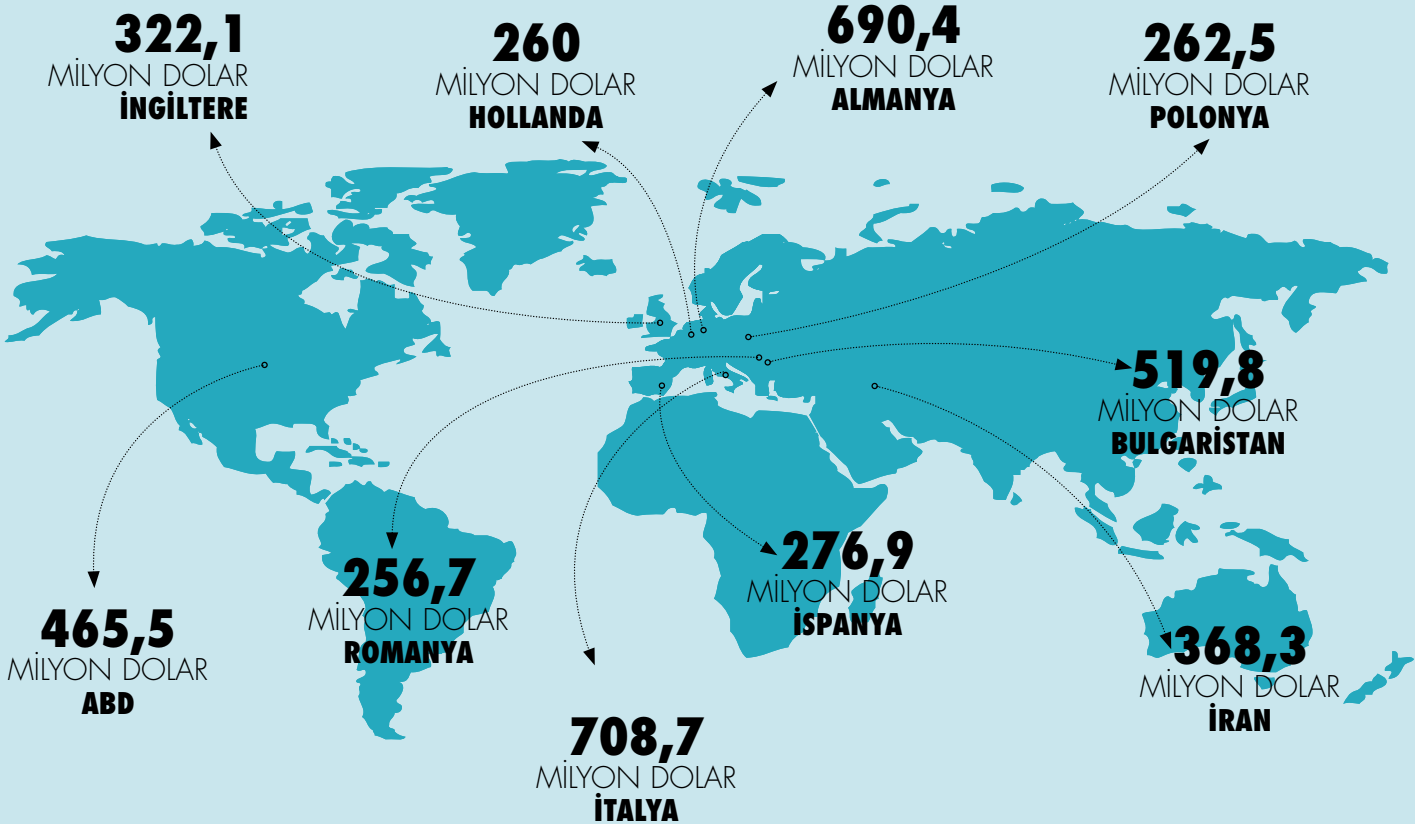 322,1
MİLYON DOLAR
İNGİLTERE
260
MİLYON DOLAR
HOLLANDA
690,4
MİLYON DOLAR
ALMANYA
262,5
MİLYON DOLAR
POLONYA
519,8
MİLYON DOLAR
BULGARİSTAN
465,5
MİLYON DOLAR
ABD
256,7
MİLYON DOLAR
ROMANYA
276,9
MİLYON DOLAR
İSPANYA
368,3
MİLYON DOLAR
İRAN
708,7
MİLYON DOLAR
İTALYA